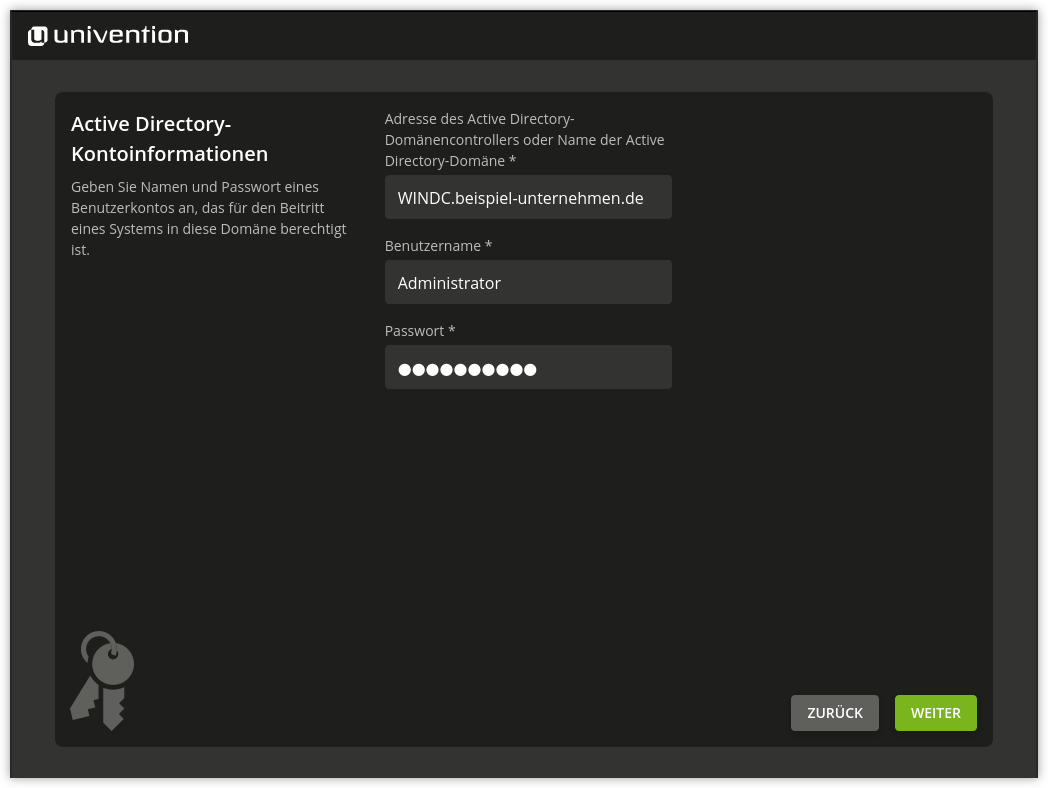 univention
Active Directory-
Kontoinformationen
Geben Sie Namen und Passwort eines
Benutzerkontos an, das für den Beitritt
eines Systems in diese Domäne berechtigt
ist.
Adresse des Active Directory-
Domänencontrollers oder Name der Active
Directory-Domäne *
WINDC.beispiel-unternehmen.de
Benutzername *
Administrator
Passwort *
●●●●●●●●●●
ZURÜCK
WEITER